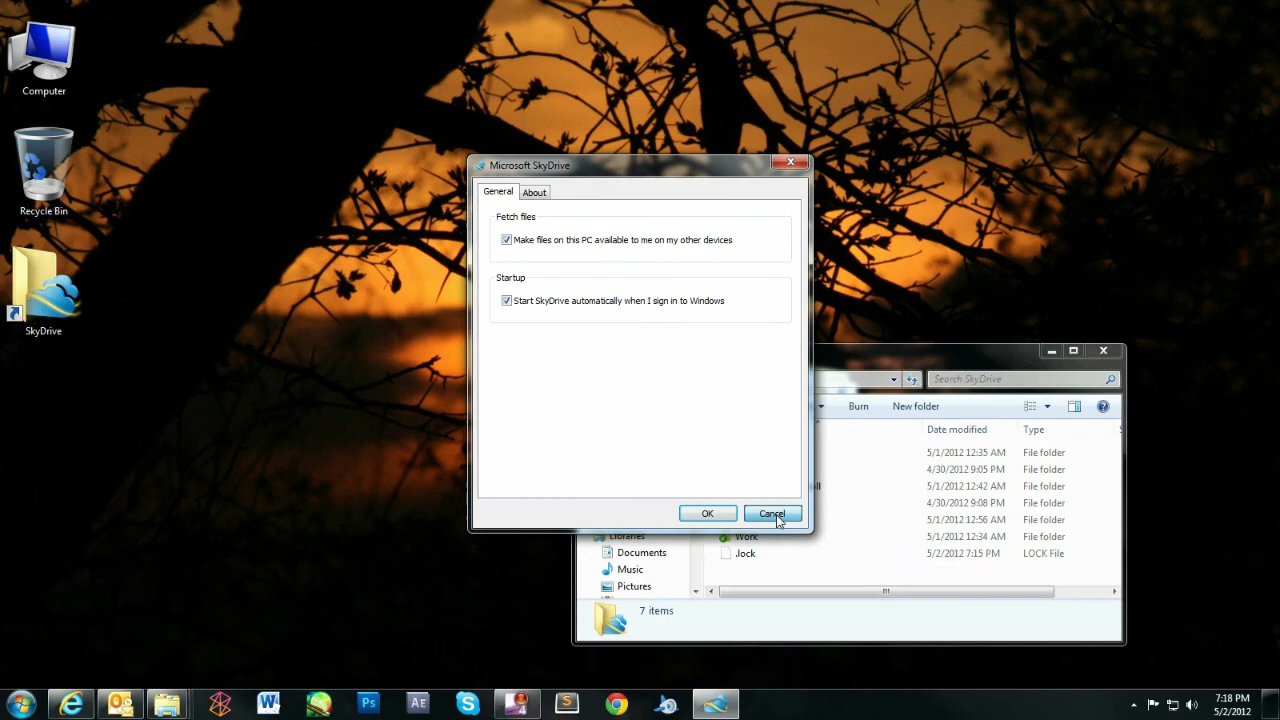 Computer
Recycle Bin
SkyDrive
Microsoft SkyDrive
General
About
Fetch files
Make files on this PC available to me on my other devices
Startup
Start SkyDrive automatically when I sign in to Windows
OK
Cancel
Search SkyDrive
Burn
New folder
Date modified
Type
5/1/2012 12:35 AM
File folder
4/30/2012 9:05 PM
File folder
5/1/2012 12:42 AM
File folder
4/30/2012 9:08 PM
File folder
5/1/2012 12:56 AM
File folder
Work
5/1/2012 12:34 AM
File folder
.lock
5/2/2012 7:15 PM
LOCK File
Libraries
Documents
Music
Pictures
7 items
Ps
AE
7:18 PM
5/2/2012